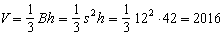 V = 1/3 Bh = 1/3 s²h = 1/3 12² · 42 = 2016